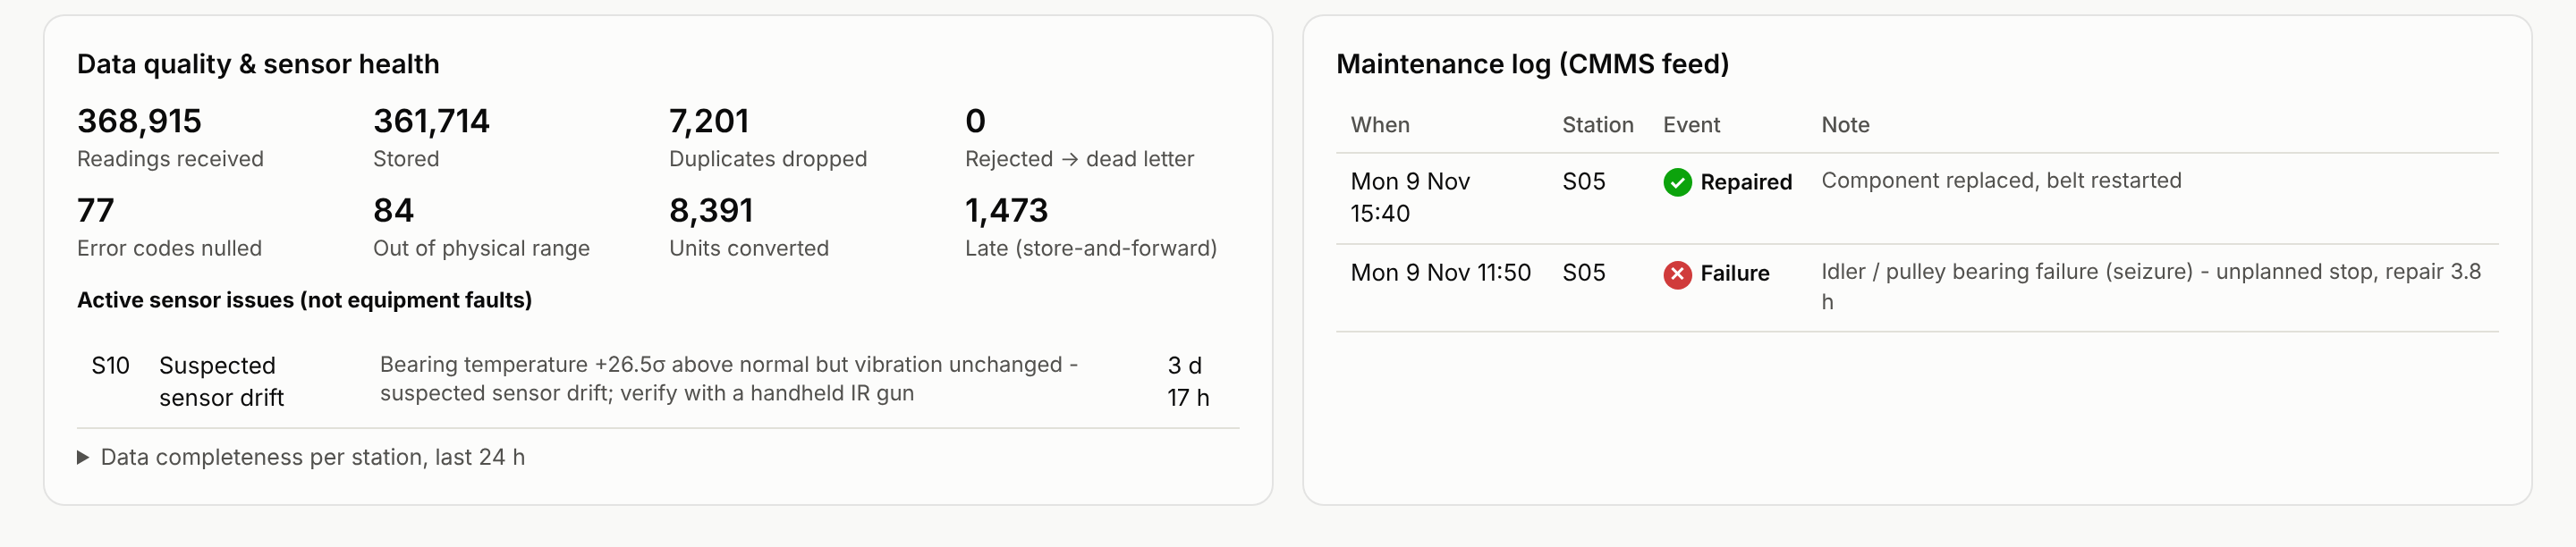 Data quality & sensor health
368,915 361,714 7,201 0
Readings received Stored Duplicates dropped Rejected → dead letter
77 84 8,391 1,473
Error codes nulled Out of physical range Units converted Late (store-and-forward)
Active sensor issues (not equipment faults)
S10 Suspected Bearing temperature +26.5σ above normal but vibration unchanged - 3 d
sensor drift suspected sensor drift; verify with a handheld IR gun 17 h
Data completeness per station, last 24 h
Maintenance log (CMMS feed)
When Station Event Note
Mon 9 Nov S05 Repaired Component replaced, belt restarted
15:40
Mon 9 Nov 11:50 S05 Failure Idler / pulley bearing failure (seizure) - unplanned stop, repair 3.8
h